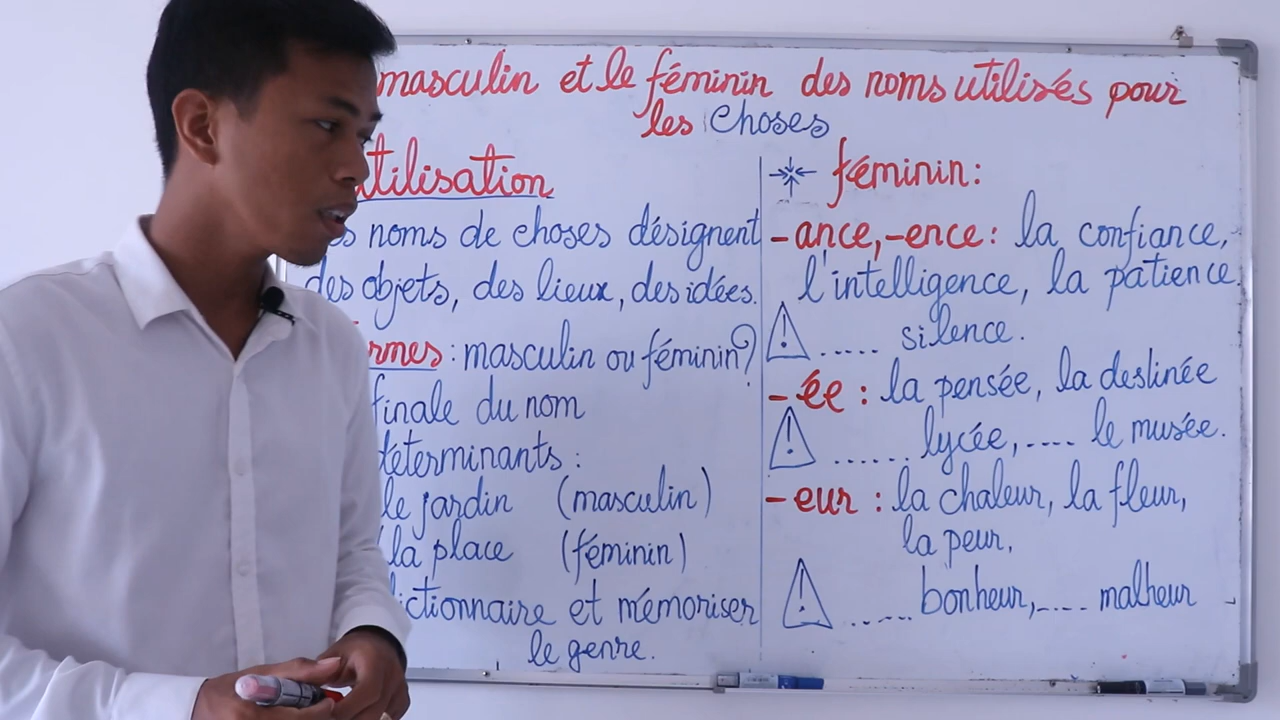 masculin et le féminin des noms utilisés pour
les choses
tilisation
s noms de choses désignent
des objets, des lieux, des idées.
rmes : masculin ou féminin?
finale du nom
déterminants :
le jardin (masculin)
la place (féminin)
dictionnaire et mémoriser
le genre.
féminin:
-ance, -ence: la confiance,
l'intelligence, la patience.
..... silence.
-ée : la pensée, la destinée
...... lycée, .... le musée.
-eur : la chaleur, la fleur,
la peur,
..... bonheur, .... malheur